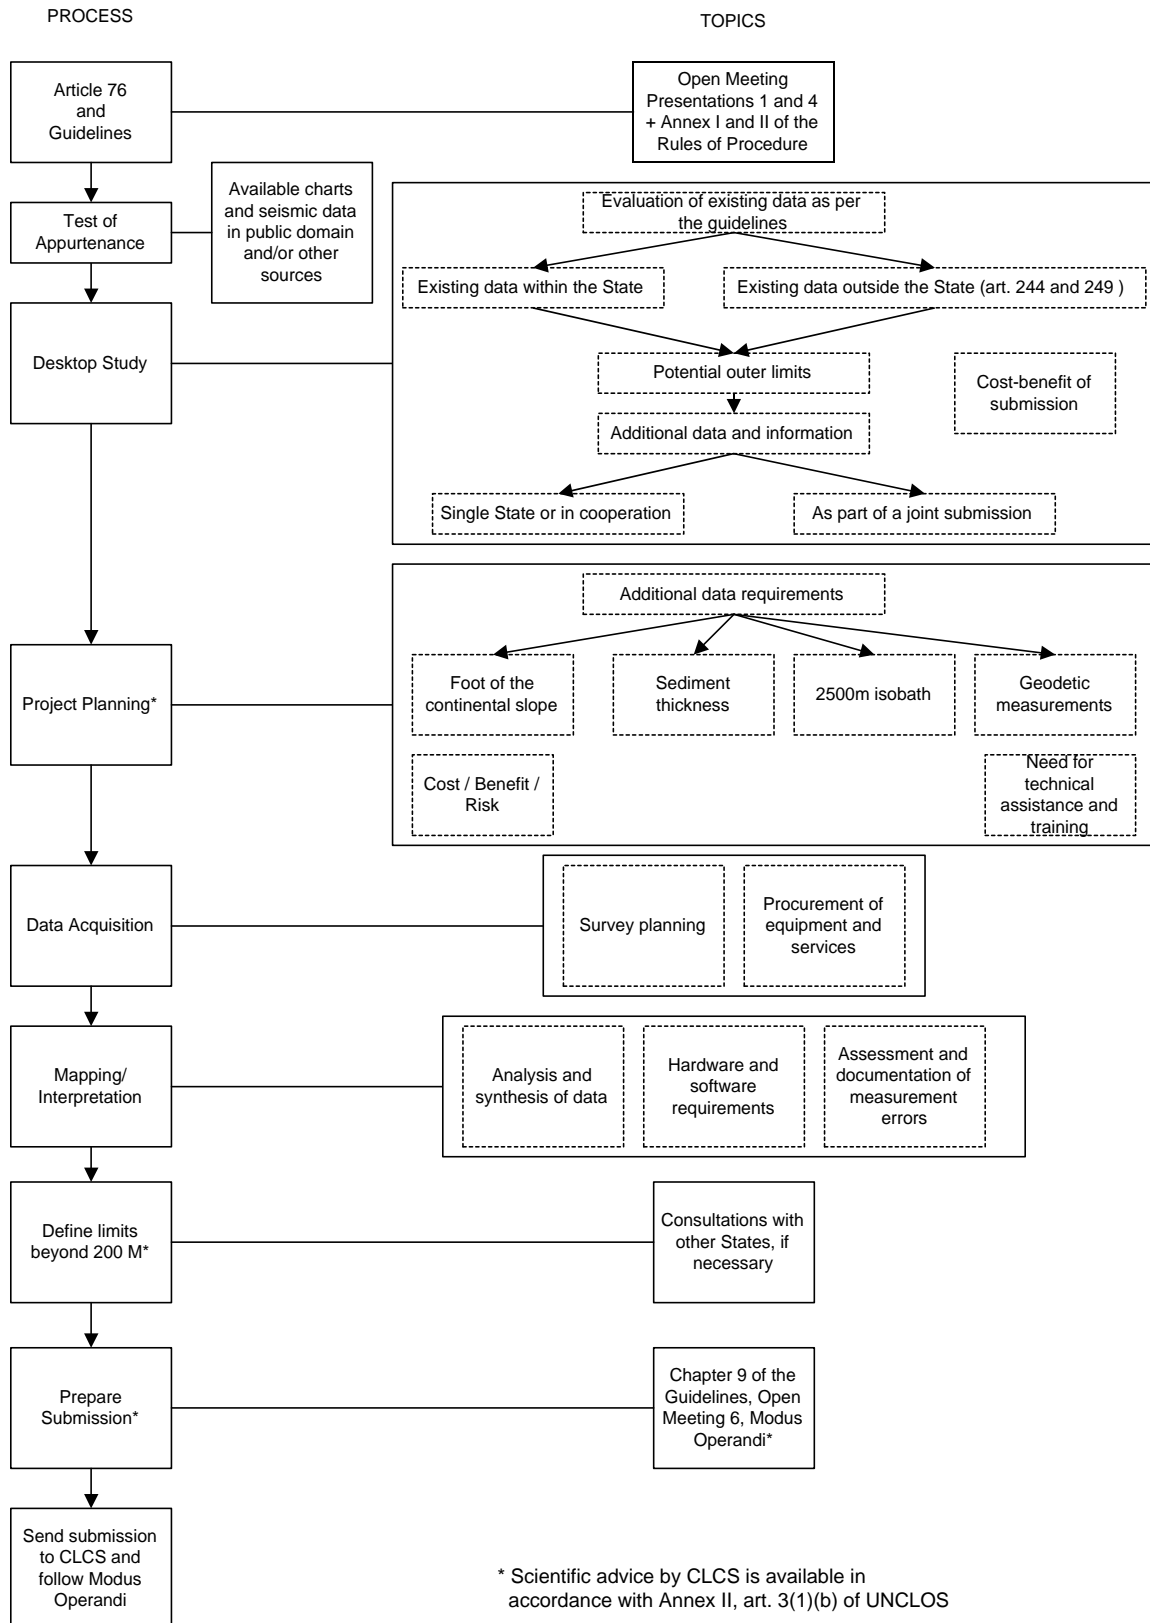 PROCESS
TOPICS
Article 76
and
Guidelines
Open Meeting
Presentations 1 and 4
+ Annex I and II of the
Rules of Procedure
Test of
Appurtenance
Available charts
and seismic data
in public domain
and/or other
sources
Desktop Study
Evaluation of existing data as per
the guidelines
Existing data within the State
Existing data outside the State (art. 244 and 249 )
Potential outer limits
Cost-benefit of
submission
Additional data and information
Single State or in cooperation
As part of a joint submission
Project Planning*
Additional data requirements
Foot of the
continental slope
Sediment
thickness
2500m isobath
Geodetic
measurements
Cost / Benefit /
Risk
Need for
technical
assistance and
training
Data Acquisition
Survey planning
Procurement of
equipment and
services
Mapping/
Interpretation
Analysis and
synthesis of data
Hardware and
software
requirements
Assessment and
documentation of
measurement
errors
Define limits
beyond 200 M*
Consultations with
other States, if
necessary
Prepare
Submission*
Chapter 9 of the
Guidelines, Open
Meeting 6, Modus
Operandi*
Send submission
to CLCS and
follow Modus
Operandi
* Scientific advice by CLCS is available in
accordance with Annex II, art. 3(1)(b) of UNCLOS